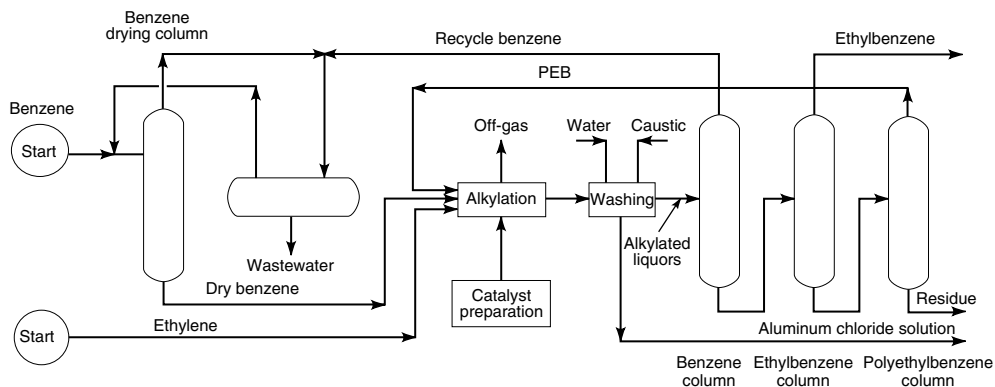 Benzene
drying column
Recycle benzene
Ethylbenzene
PEB
Benzene
Start
Off-gas
Water
Caustic
Alkylation
Washing
Alkylated
liquors
Wastewater
Dry benzene
Catalyst
preparation
Residue
Start
Ethylene
Aluminum chloride solution
Benzene
column
Ethylbenzene
column
Polyethylbenzene
column